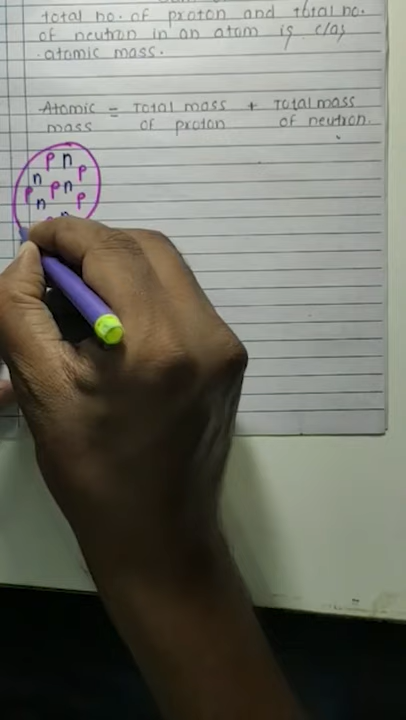 total no. of proton and total no.
of neutron in an atom is c/as
atomic mass.
Atomic = Total mass + Total mass
mass of proton of neutron.
p n
n p
p p n
n p